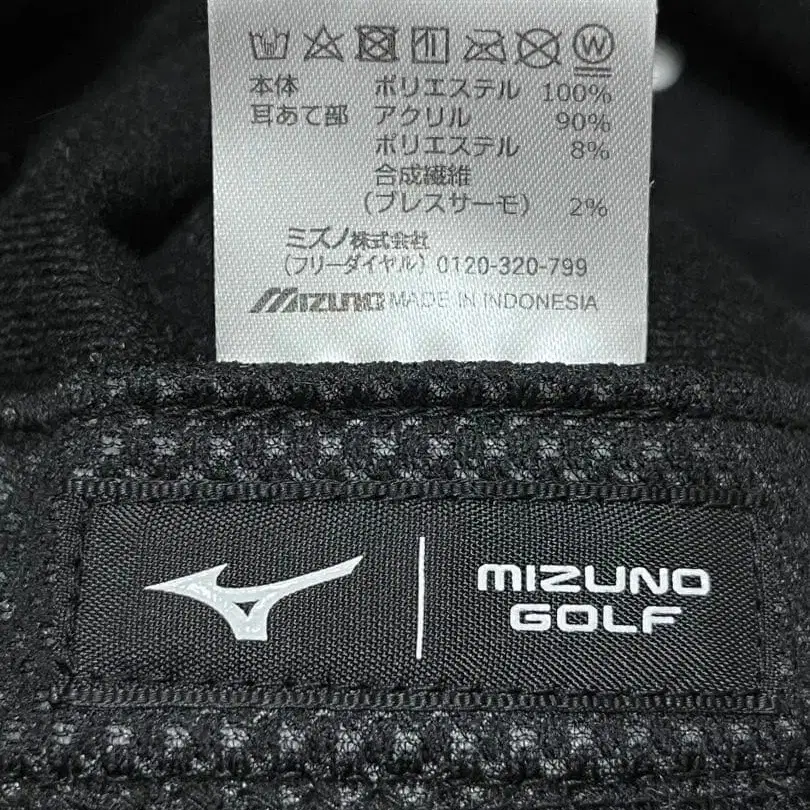 本体 ポリエステル 100%
耳あて部 アクリル 90%
ポリエステル 8%
合成繊維
(ブレスサーモ) 2%
ミズノ株式会社
(フリーダイヤル) 0120-320-799
MIZUNO MADE IN INDONESIA
MIZUNO
GOLF